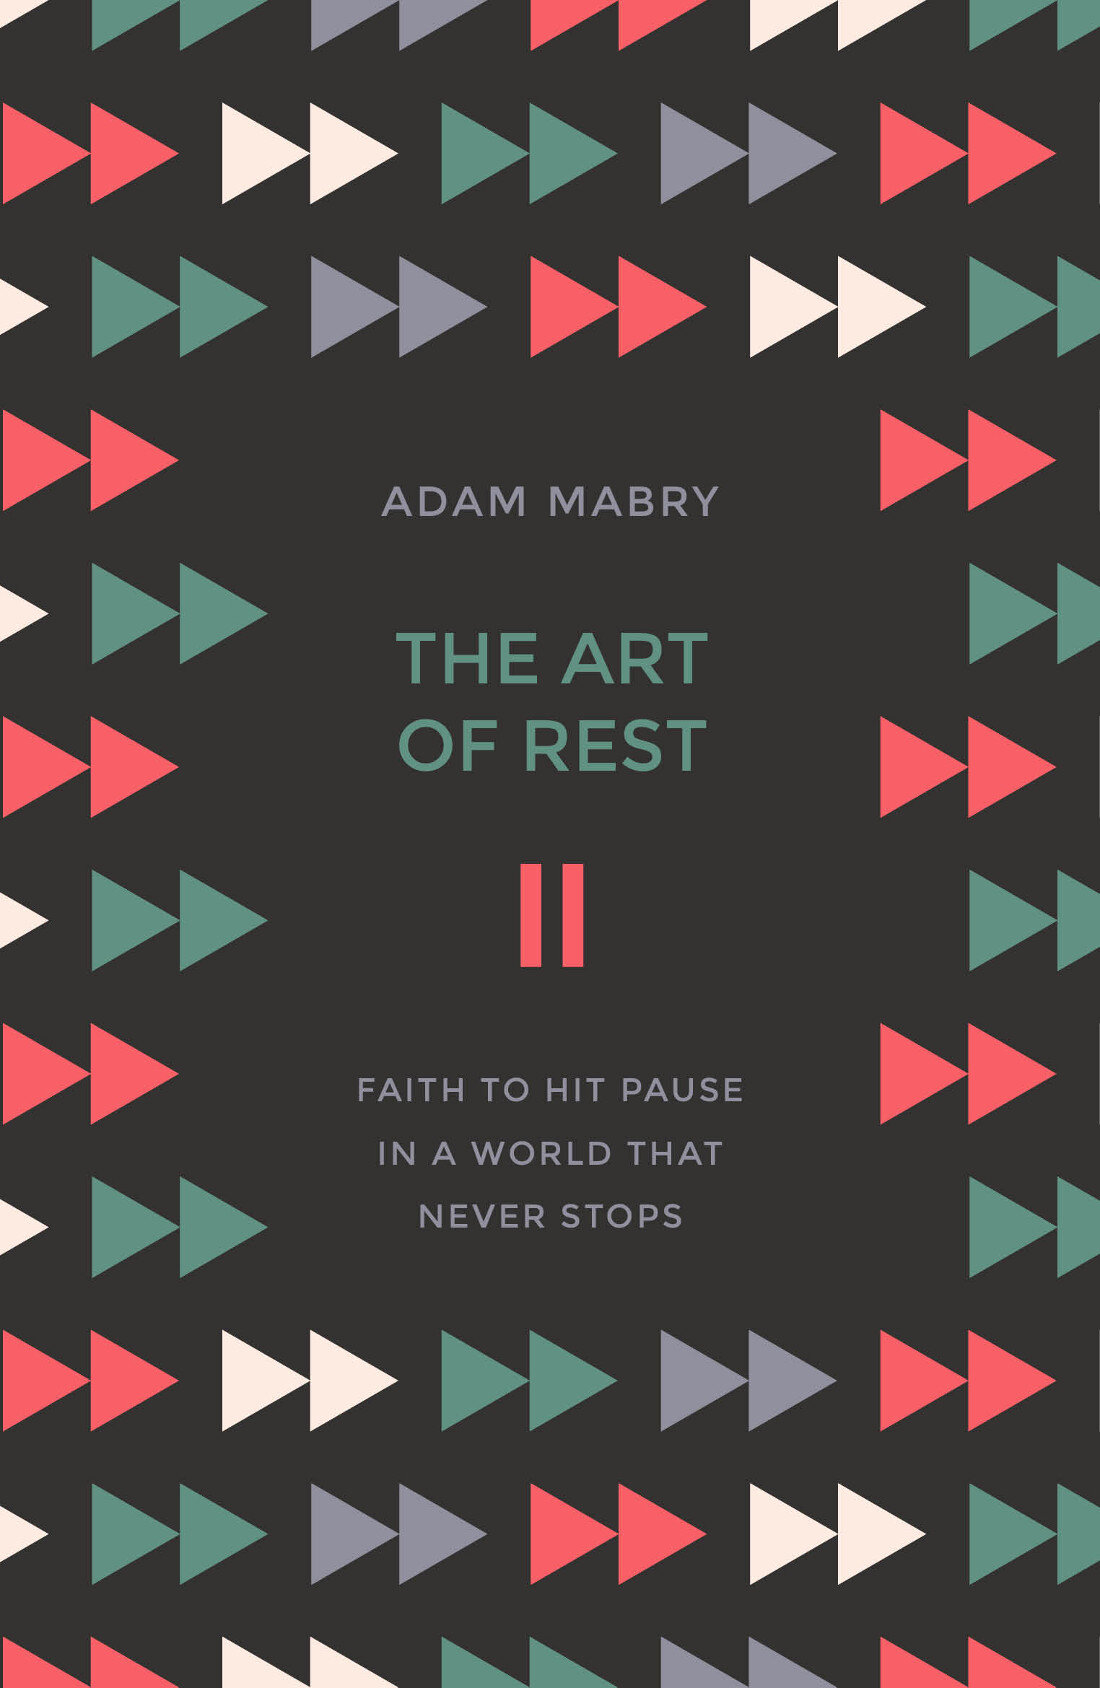 ADAM MABRY
THE ART
OF REST
FAITH TO HIT PAUSE
IN A WORLD THAT
NEVER STOPS